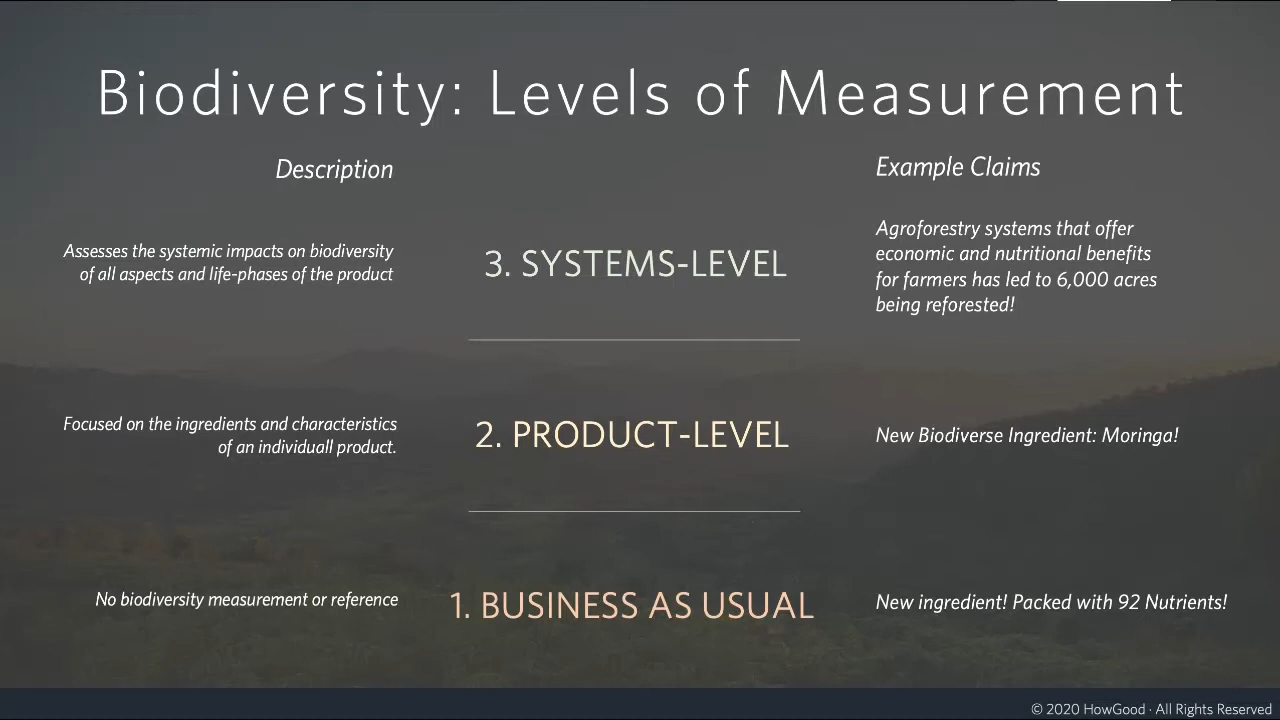 Biodiversity: Levels of Measurement
Description
Example Claims
Assesses the systemic impacts on biodiversity
of all aspects and life-phases of the product
3. SYSTEMS-LEVEL
Agroforestry systems that offer
economic and nutritional benefits
for farmers has led to 6,000 acres
being reforested!
Focused on the ingredients and characteristics
of an individuall product.
2. PRODUCT-LEVEL
New Biodiverse Ingredient: Moringa!
No biodiversity measurement or reference
1. BUSINESS AS USUAL
New ingredient! Packed with 92 Nutrients!
© 2020 HowGood · All Rights Reserved